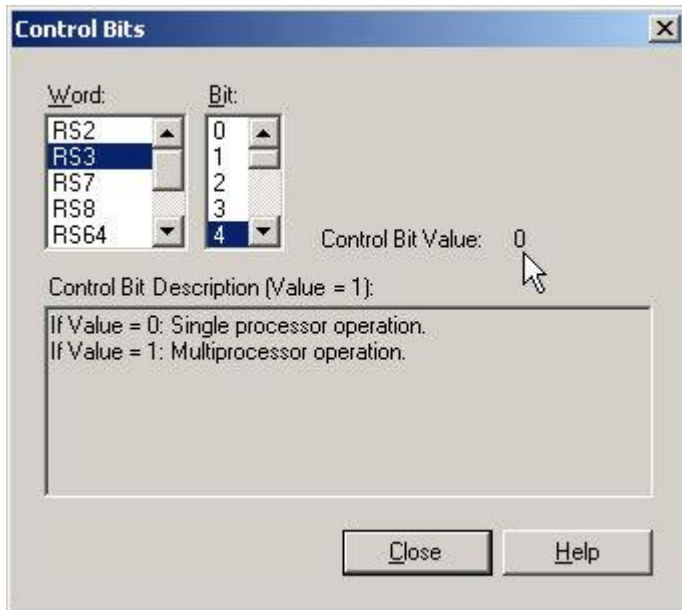 Control Bits
Word:
Bit:
RS2
RS3
RS7
RS8
RS64
0
1
2
3
4
Control Bit Value: 0
Control Bit Description (Value = 1):
If Value = 0: Single processor operation.
If Value = 1: Multiprocessor operation.
Close
Help